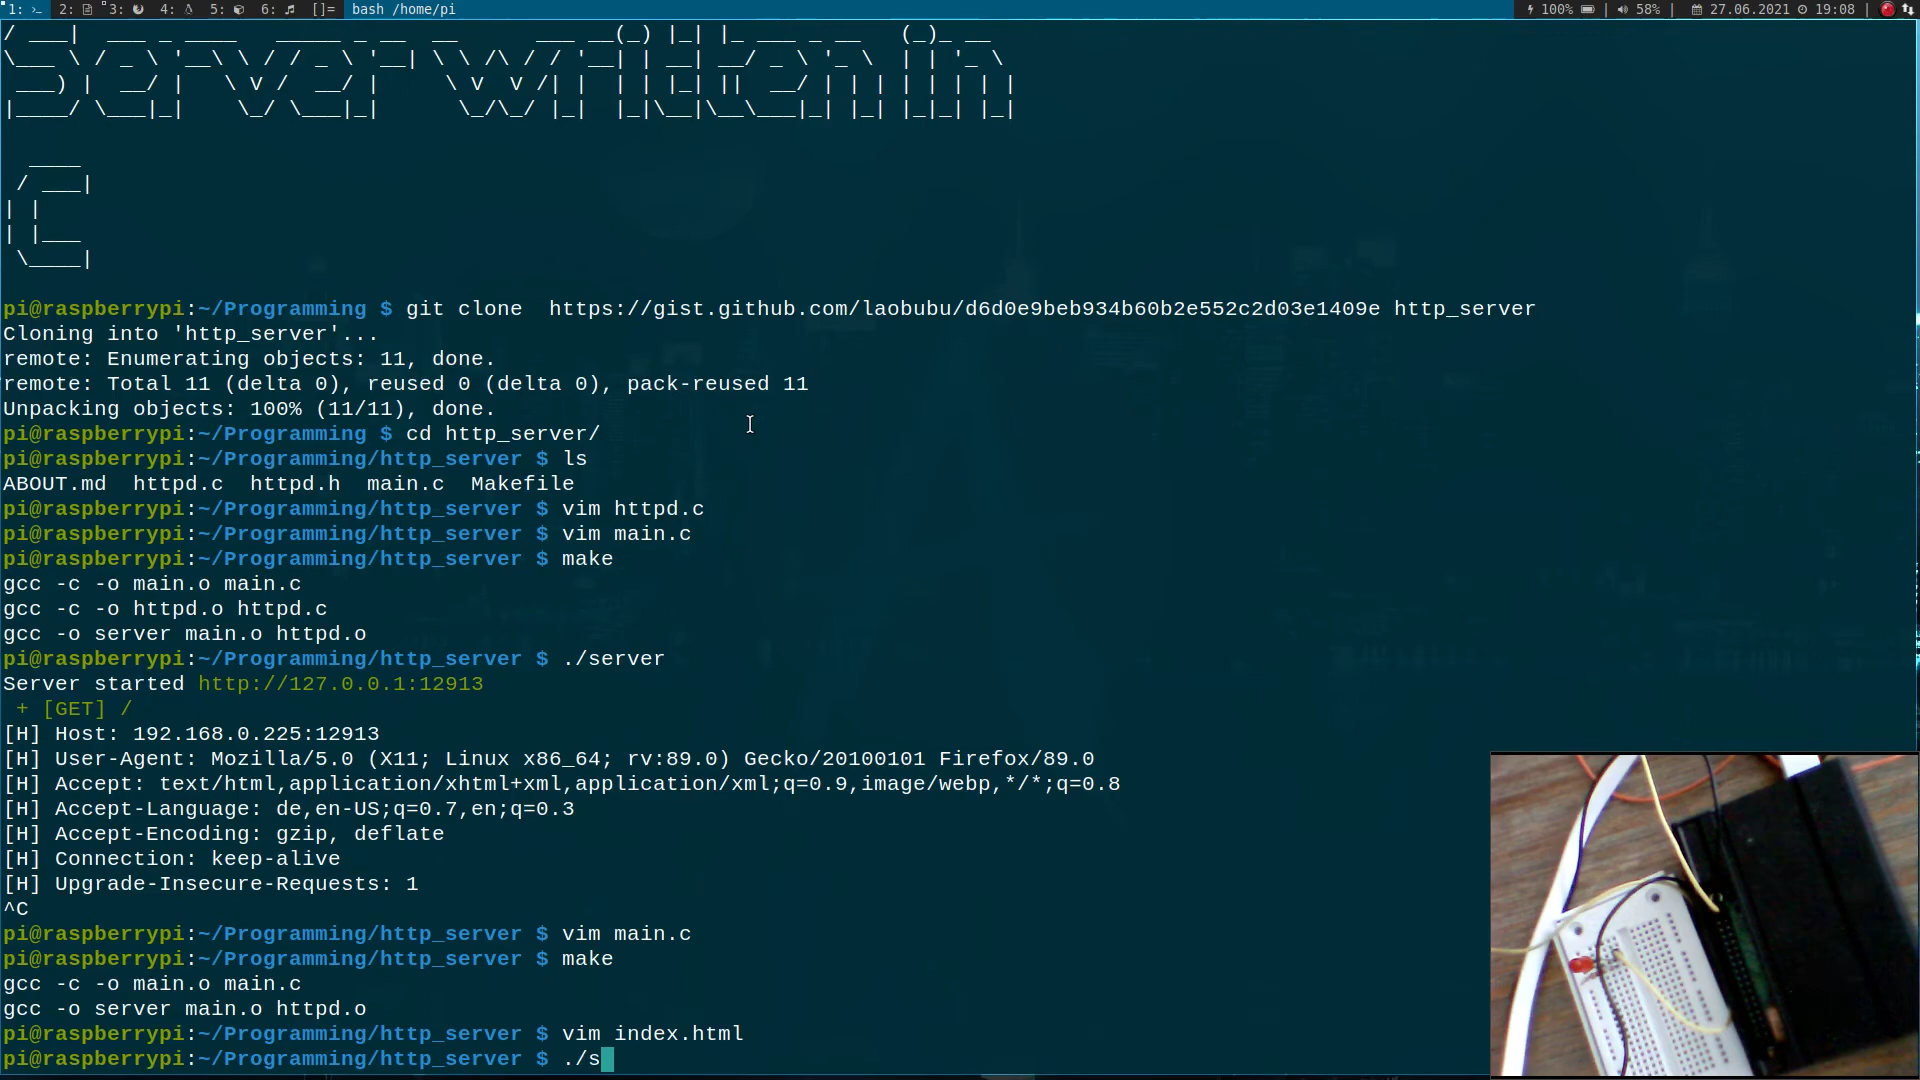 1: 2: 3: 4: 5: 6: []= bash /home/pi 100% | 58% | 27.06.2021 19:08 |
Server written in
C
pi@raspberrypi:~/Programming $ git clone  https://gist.github.com/laobubu/d6d0e9beb934b60b2e552c2d03e1409e http_server
Cloning into 'http_server'...
remote: Enumerating objects: 11, done.
remote: Total 11 (delta 0), reused 0 (delta 0), pack-reused 11
Unpacking objects: 100% (11/11), done.
pi@raspberrypi:~/Programming $ cd http_server/
pi@raspberrypi:~/Programming/http_server $ ls
ABOUT.md  httpd.c  httpd.h  main.c  Makefile
pi@raspberrypi:~/Programming/http_server $ vim httpd.c
pi@raspberrypi:~/Programming/http_server $ vim main.c
pi@raspberrypi:~/Programming/http_server $ make
gcc -c -o main.o main.c
gcc -c -o httpd.o httpd.c
gcc -o server main.o httpd.o
pi@raspberrypi:~/Programming/http_server $ ./server
Server started http://127.0.0.1:12913
 + [GET] /
[H] Host: 192.168.0.225:12913
[H] User-Agent: Mozilla/5.0 (X11; Linux x86_64; rv:89.0) Gecko/20100101 Firefox/89.0
[H] Accept: text/html,application/xhtml+xml,application/xml;q=0.9,image/webp,*/*;q=0.8
[H] Accept-Language: de,en-US;q=0.7,en;q=0.3
[H] Accept-Encoding: gzip, deflate
[H] Connection: keep-alive
[H] Upgrade-Insecure-Requests: 1
^C
pi@raspberrypi:~/Programming/http_server $ vim main.c
pi@raspberrypi:~/Programming/http_server $ make
gcc -c -o main.o main.c
gcc -o server main.o httpd.o
pi@raspberrypi:~/Programming/http_server $ vim index.html
pi@raspberrypi:~/Programming/http_server $ ./s